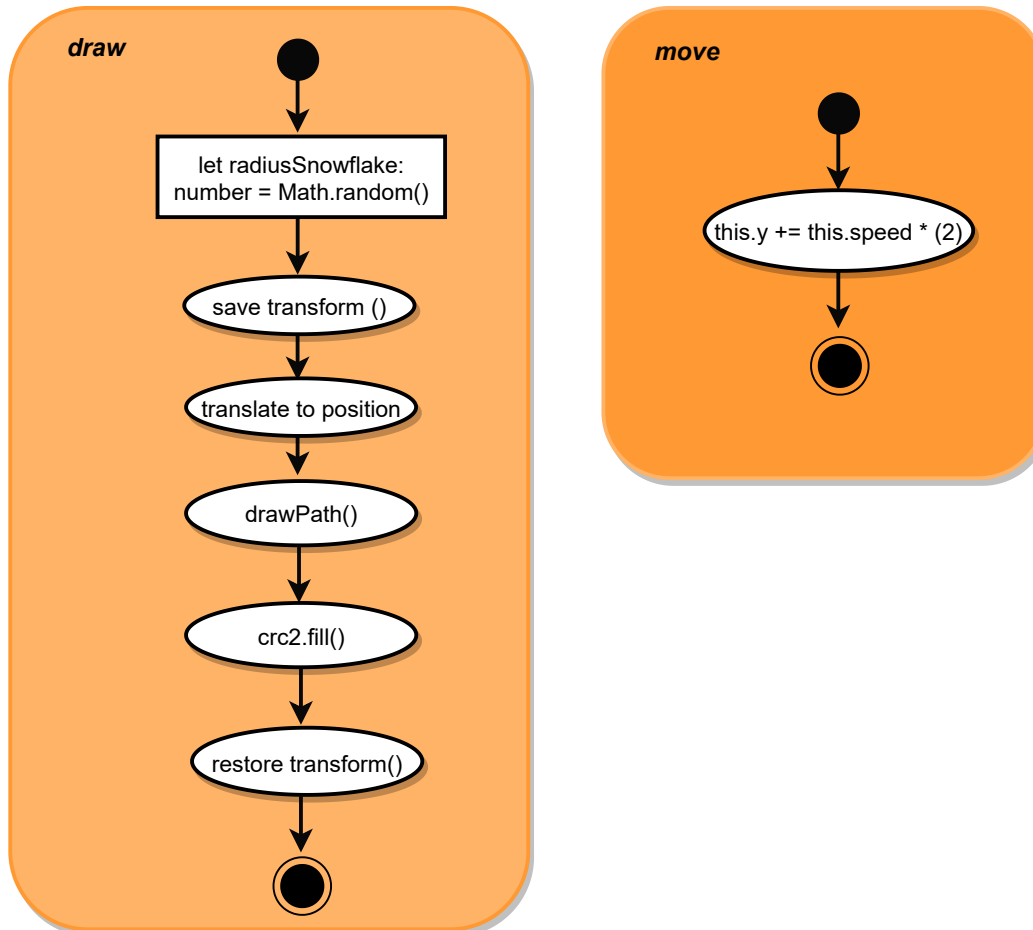 draw
let radiusSnowflake:
number = Math.random()
save transform ()
translate to position
drawPath()
crc2.fill()
restore transform()
move
this.y += this.speed * (2)